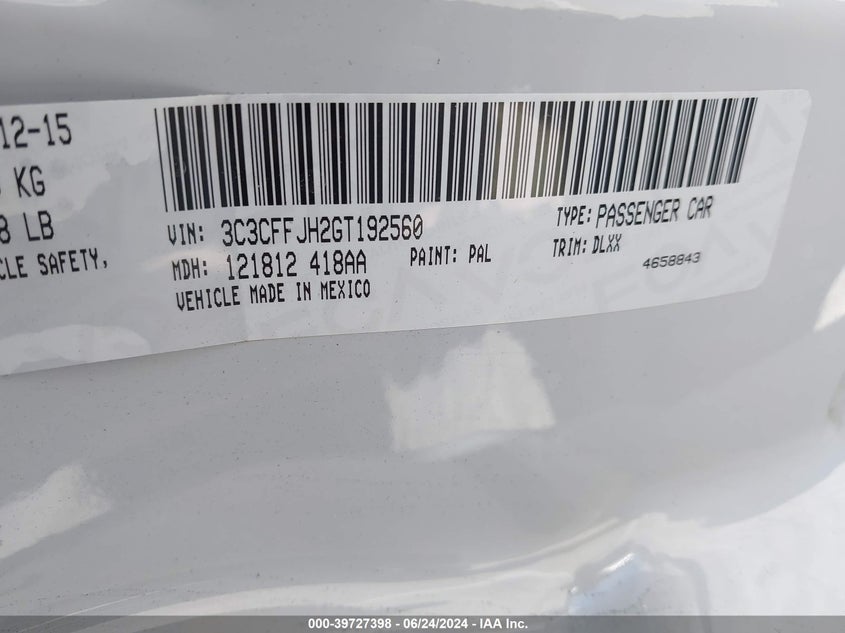 12-15
KG
8 LB
CLE SAFETY,
VIN: 3C3CFFJH2GT192560
TYPE: PASSENGER CAR
MDH: 121812 418AA
PAINT: PAL
TRIM: DLXX
VEHICLE MADE IN MEXICO
4658843
000-39727398 - 06/24/2024 - IAA Inc.